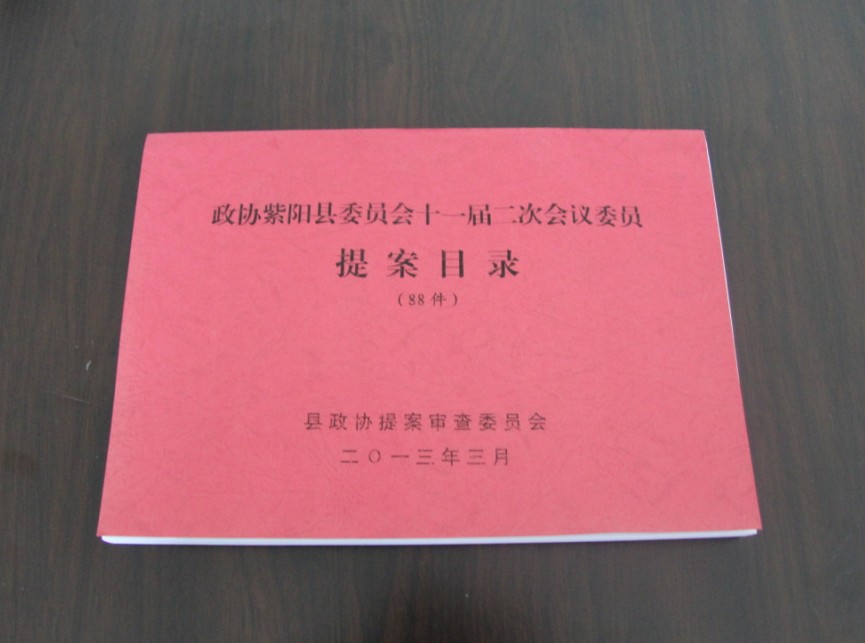 政协紫阳县委员会十一届二次会议委员
提案目录
（88件）
县政协提案审查委员会
二〇一三年三月